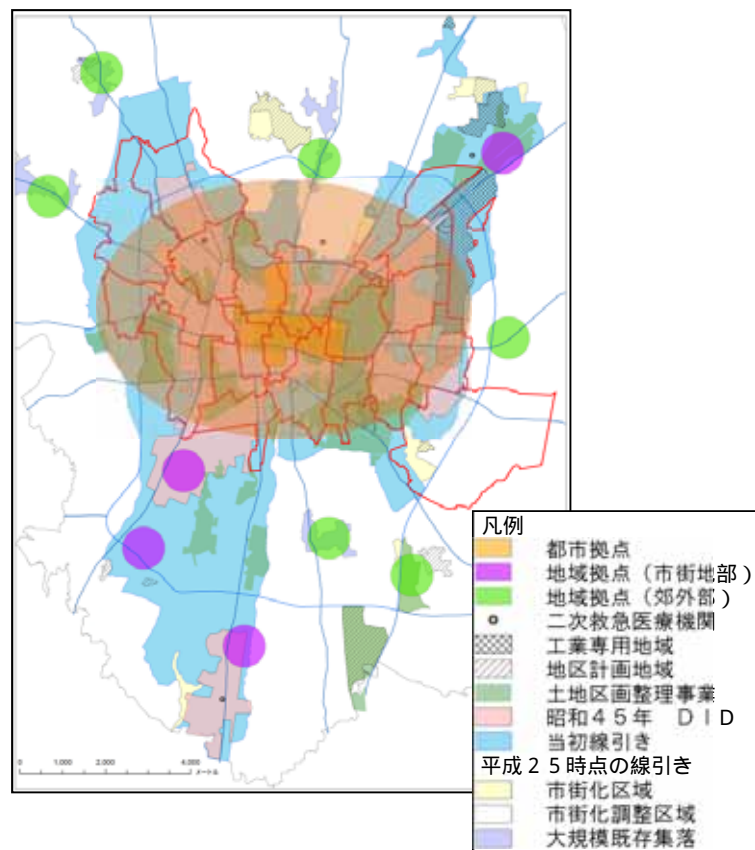 0 1,000 2,000 4,000
メートル
凡例
都市拠点
地域拠点（市街地部）
地域拠点（郊外部）
二次救急医療機関
工業専用地域
地区計画地域
土地区画整理事業
昭和４５年　ＤＩＤ
当初線引き
平成２５時点の線引き
市街化区域
市街化調整区域
大規模既存集落